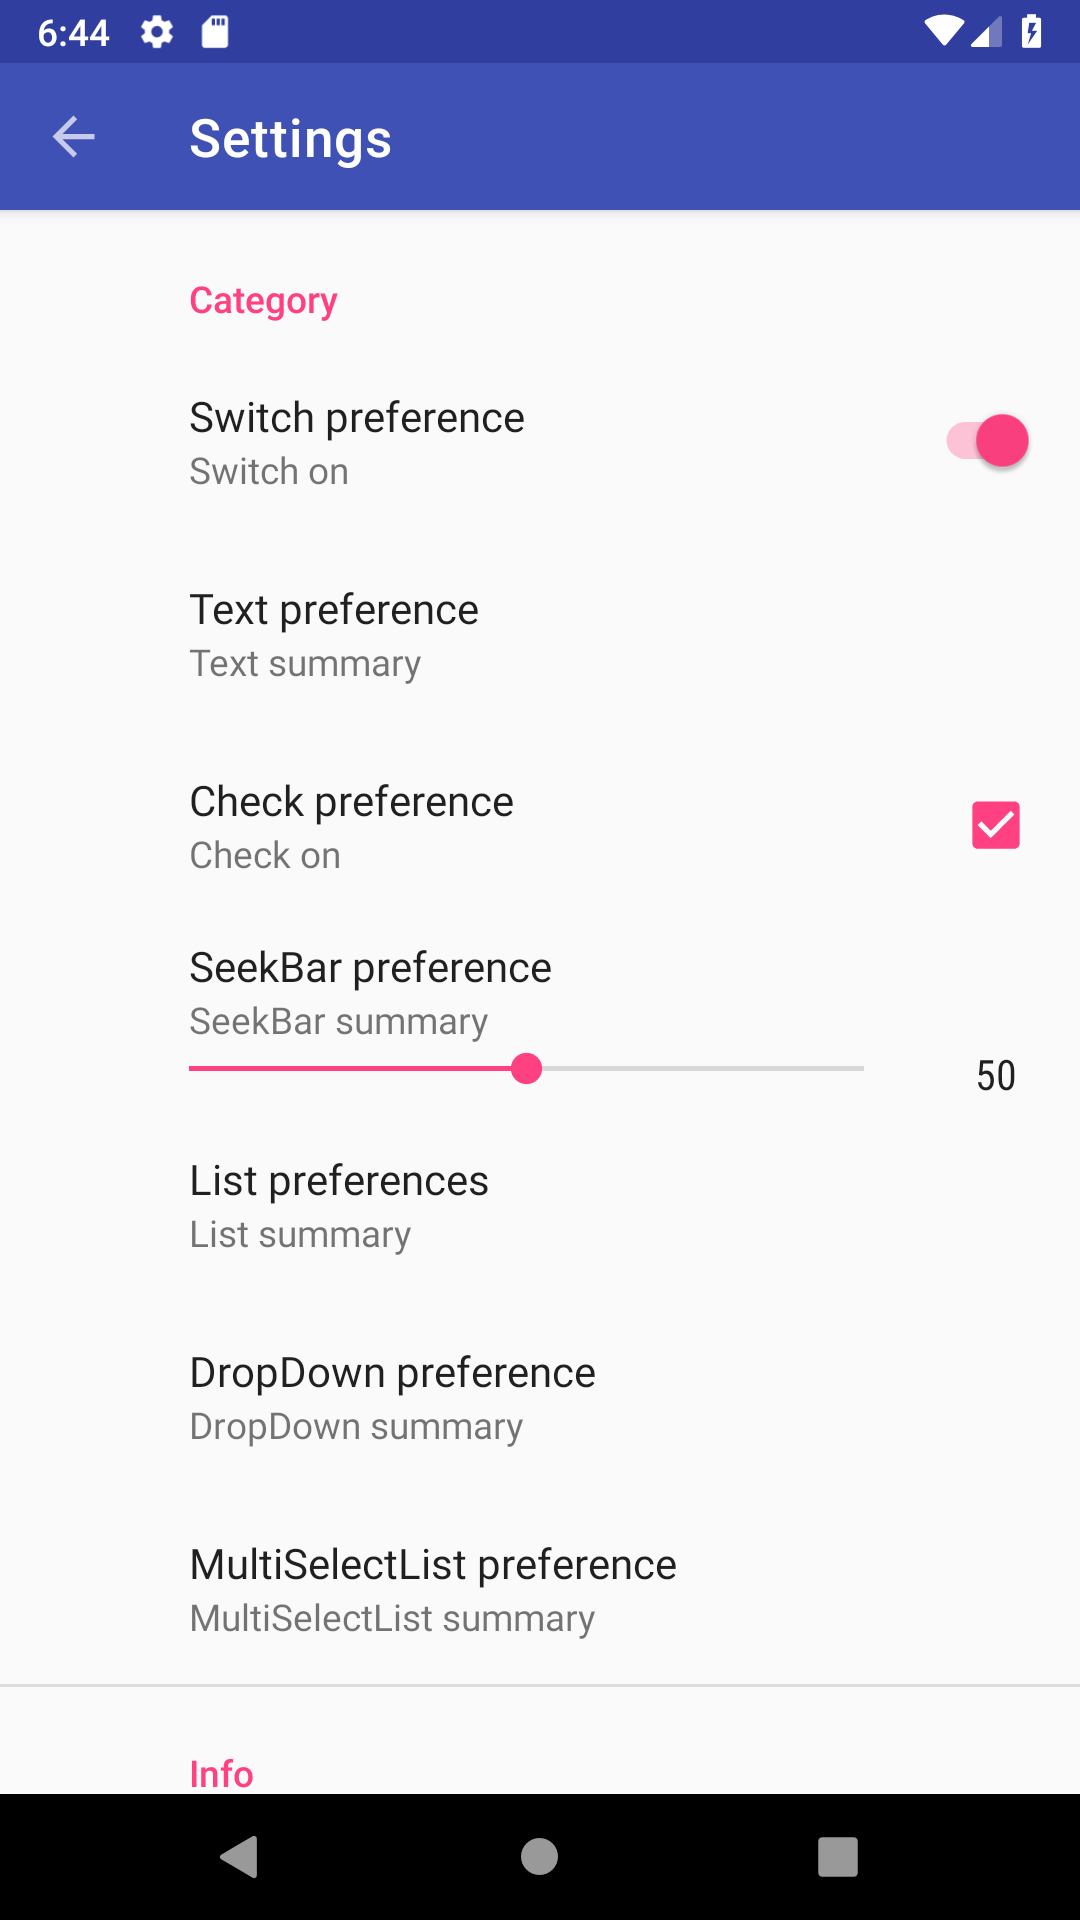 6:44
Settings
Category
Switch preference
Switch on
Text preference
Text summary
Check preference
Check on
SeekBar preference
SeekBar summary
50
List preferences
List summary
DropDown preference
DropDown summary
MultiSelectList preference
MultiSelectList summary
Info